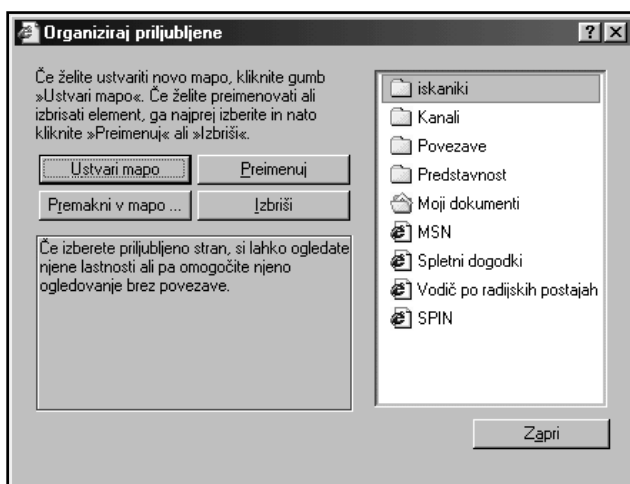 Organiziraj priljubljene
Če želite ustvariti novo mapo, kliknite gumb
»Ustvari mapo«. Če želite preimenovati ali
izbrisati element, ga najprej izberite in nato
kliknite »Preimenuj« ali »Izbriši«.
Ustvari mapo
Preimenuj
Premakni v mapo ...
Izbriši
Če izberete priljubljeno stran, si lahko ogledate
njene lastnosti ali pa omogočite njeno
ogledovanje brez povezave.
iskaniki
Kanali
Povezave
Predstavnost
Moji dokumenti
MSN
Spletni dogodki
Vodič po radijskih postajah
SPIN
Zapri